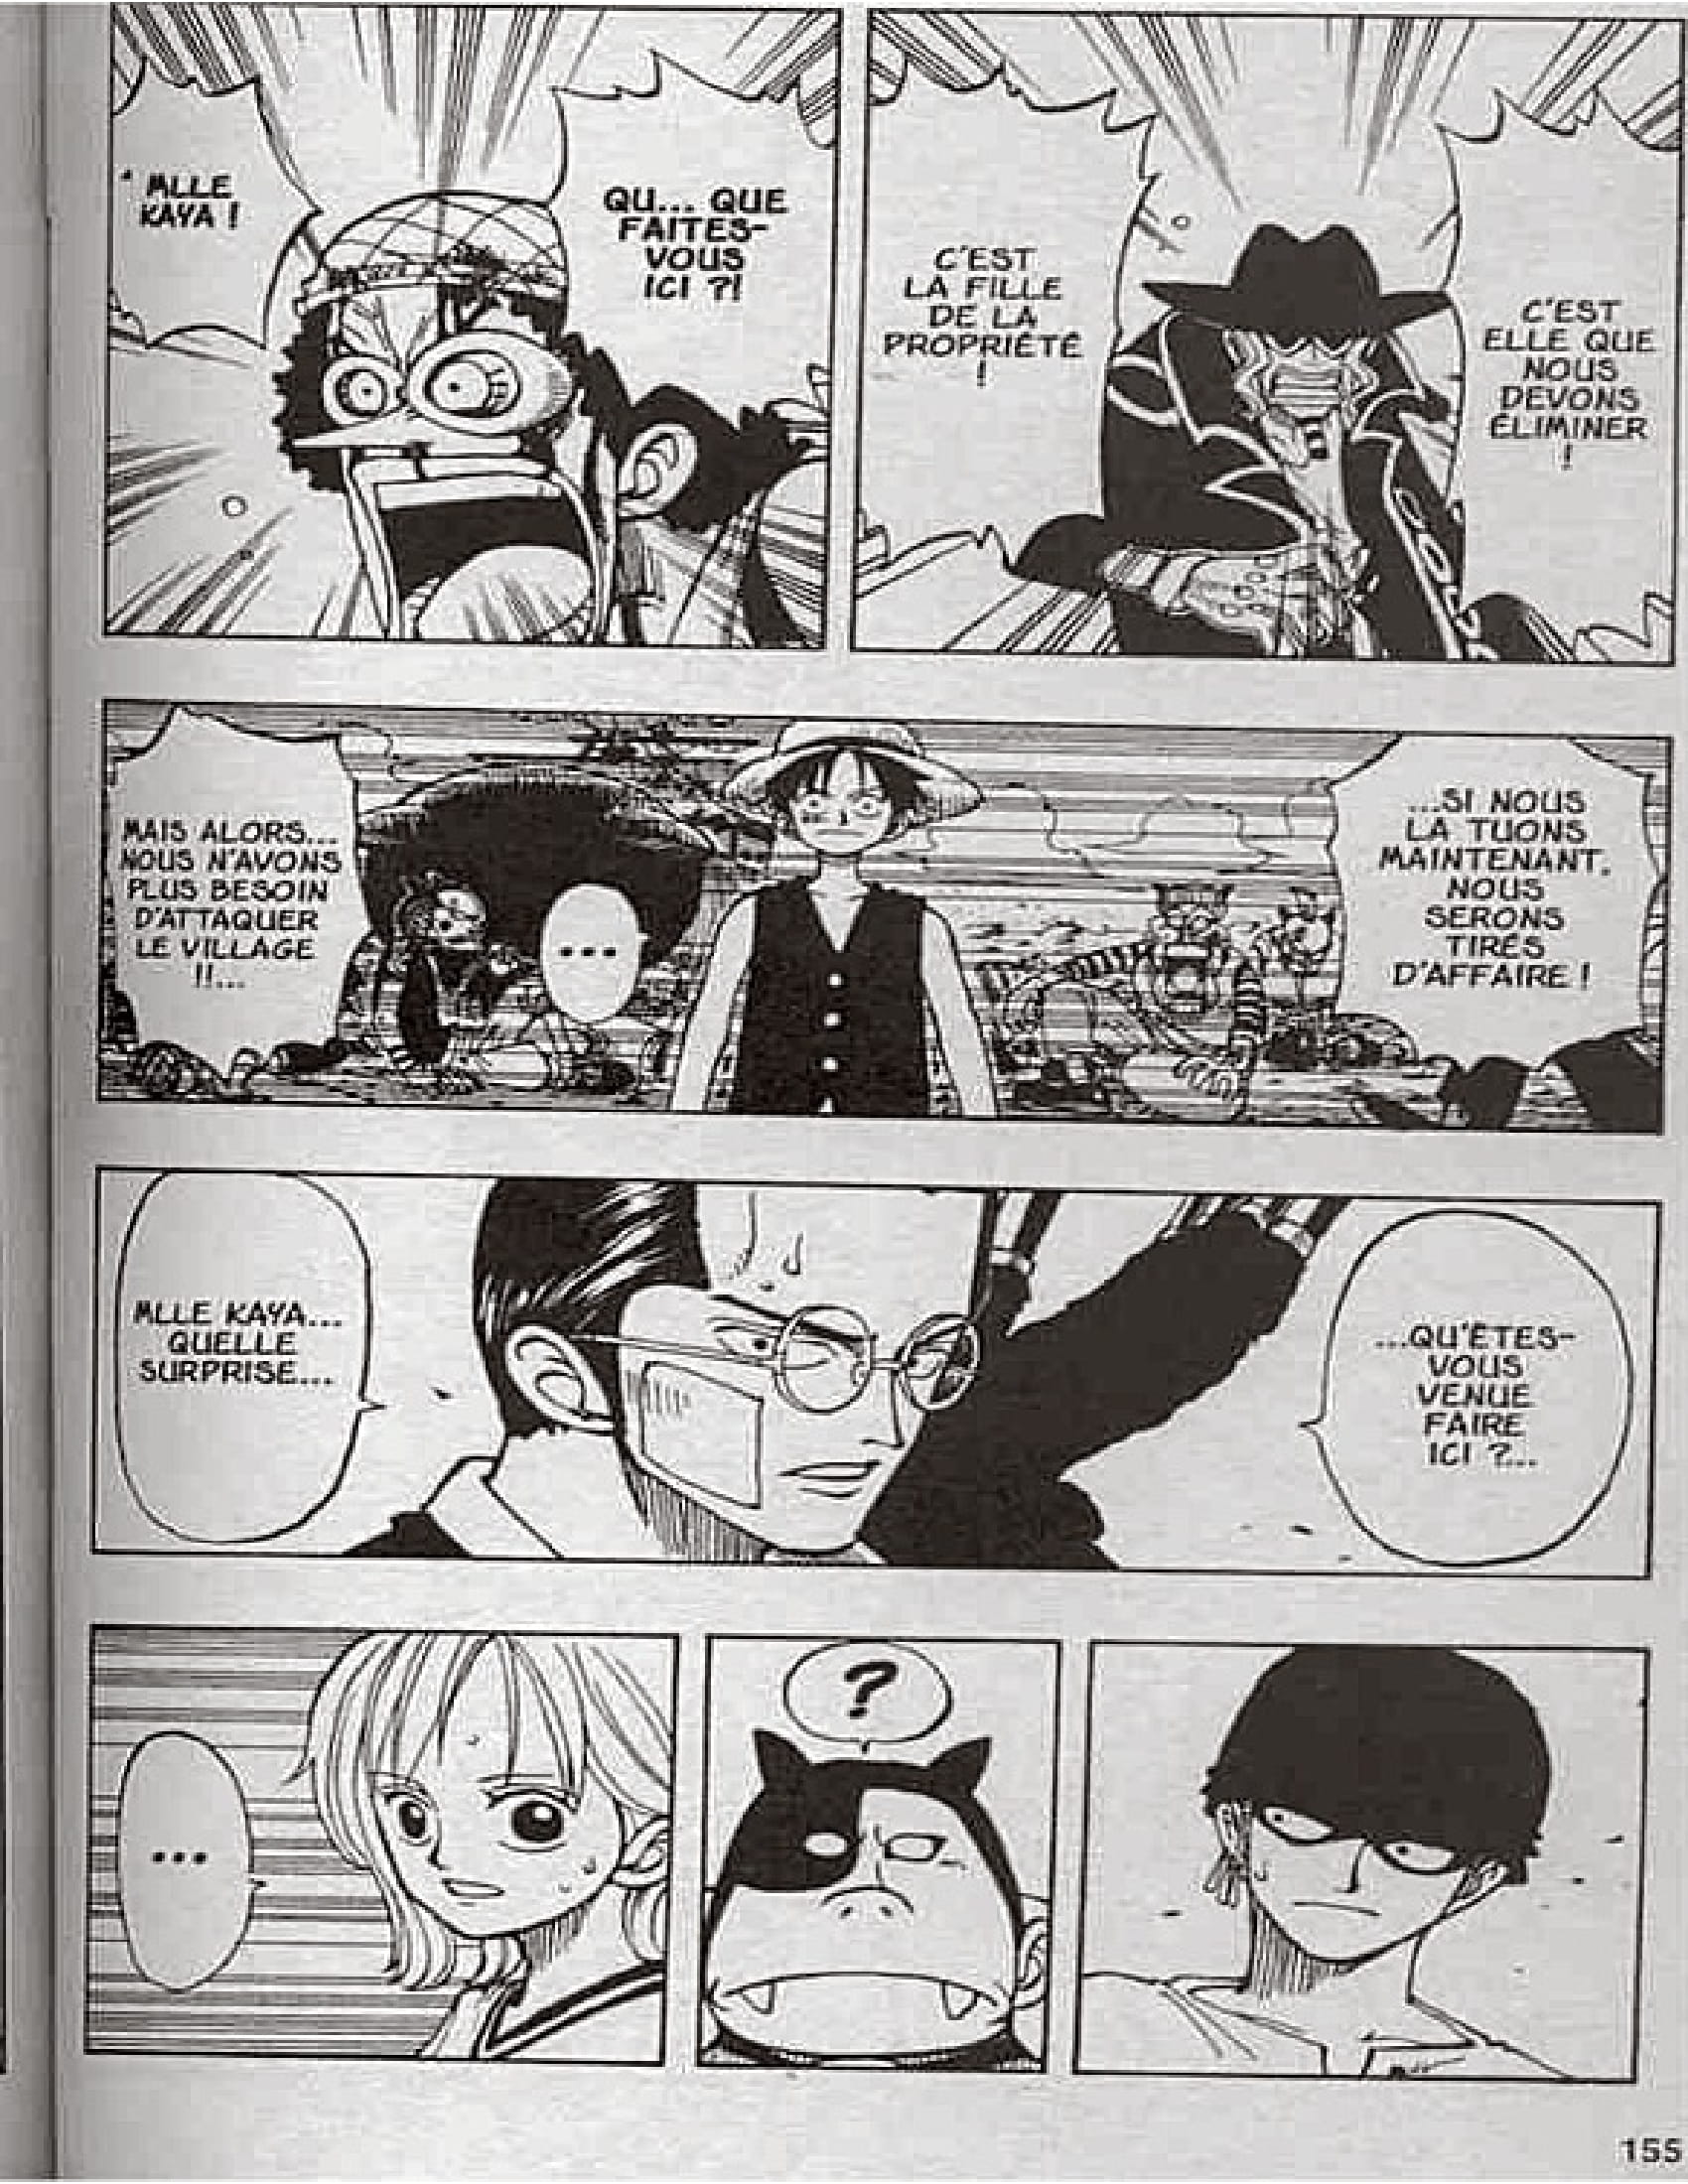 MLLE
KAYA !
QU... QUE
FAITES-
VOUS
ICI ?!
C'EST
LA FILLE
DE LA
PROPRIÉTÉ
!
C'EST
ELLE QUE
NOUS
DEVONS
ÉLIMINER
!
MAIS ALORS...
NOUS N'AVONS
PLUS BESOIN
D'ATTAQUER
LE VILLAGE
!!...
...
...SI NOUS
LA TUONS
MAINTENANT,
NOUS
SERONS
TIRÉS
D'AFFAIRE !
MLLE KAYA...
QUELLE
SURPRISE...
...QU'ÊTES-
VOUS
VENUE
FAIRE
ICI ?...
...
?
155